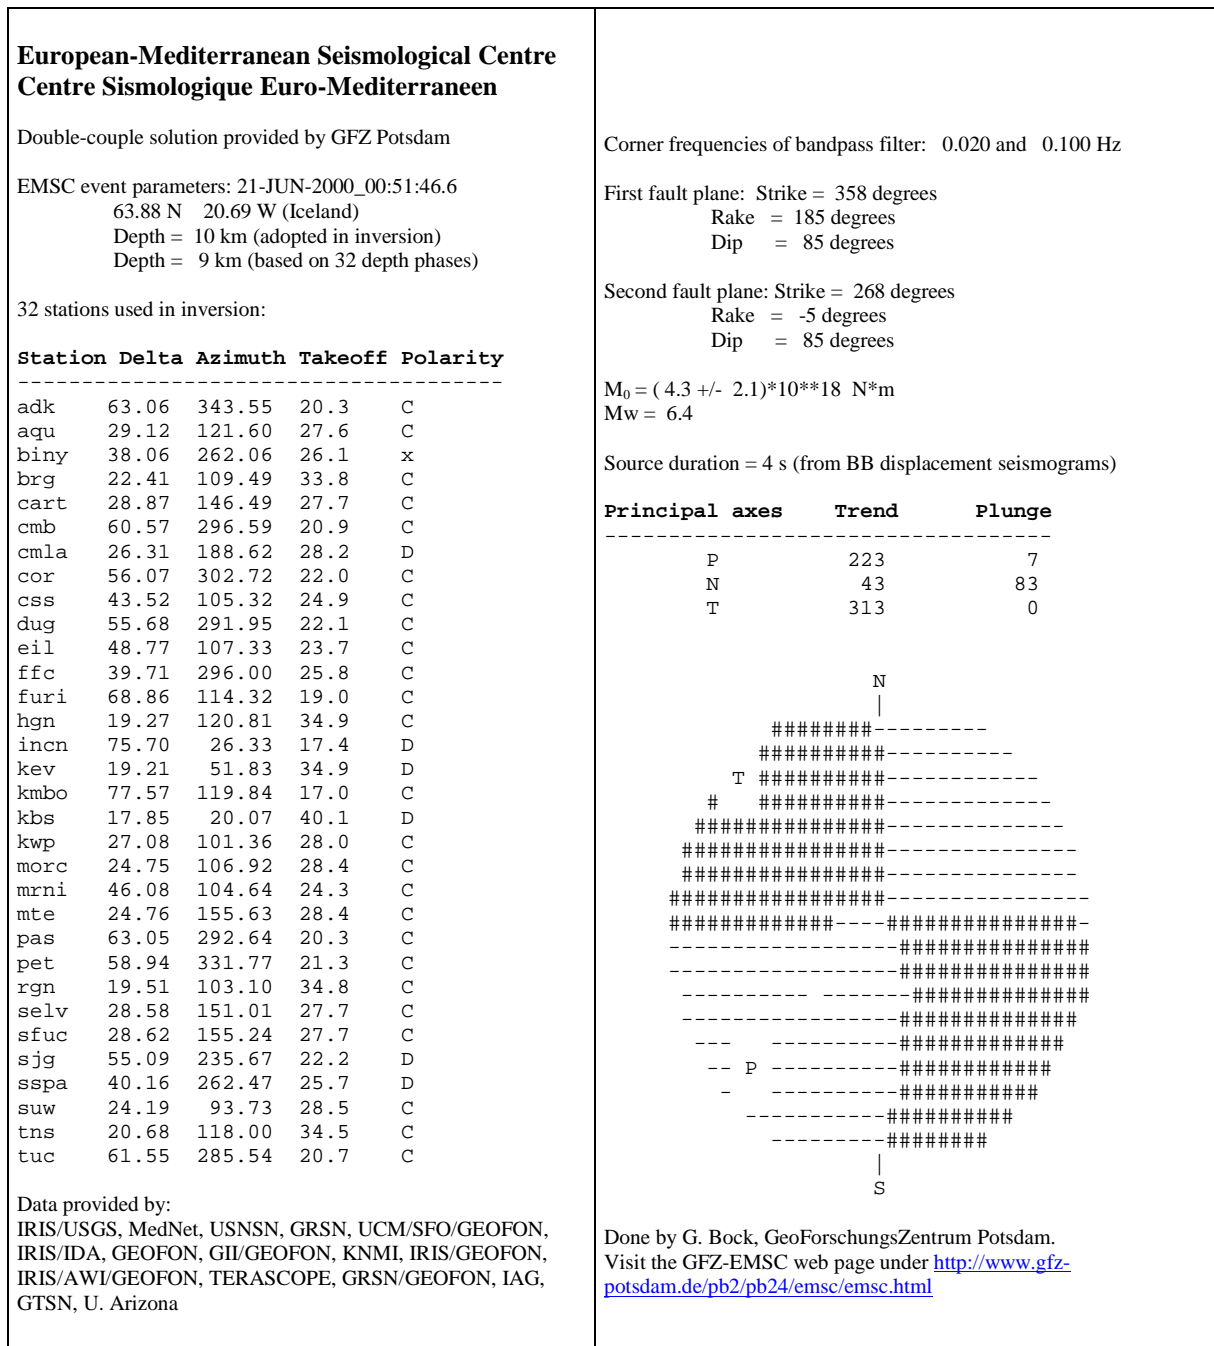 European-Mediterranean Seismological Centre
Centre Sismologique Euro-Mediterraneen
Double-couple solution provided by GFZ Potsdam
EMSC event parameters: 21-JUN-2000_00:51:46.6
63.88 N 20.69 W (Iceland)
Depth = 10 km (adopted in inversion)
Depth = 9 km (based on 32 depth phases)
32 stations used in inversion:
Station Delta Azimuth Takeoff Polarity
--------------------------------------
adk 63.06 343.55 20.3 C
aqu 29.12 121.60 27.6 C
biny 38.06 262.06 26.1 x
brg 22.41 109.49 33.8 C
cart 28.87 146.49 27.7 C
cmb 60.57 296.59 20.9 C
cmla 26.31 188.62 28.2 D
cor 56.07 302.72 22.0 C
css 43.52 105.32 24.9 C
dug 55.68 291.95 22.1 C
eil 48.77 107.33 23.7 C
ffc 39.71 296.00 25.8 C
furi 68.86 114.32 19.0 C
hgn 19.27 120.81 34.9 C
incn 75.70 26.33 17.4 D
kev 19.21 51.83 34.9 D
kmbo 77.57 119.84 17.0 C
kbs 17.85 20.07 40.1 D
kwp 27.08 101.36 28.0 C
morc 24.75 106.92 28.4 C
mrni 46.08 104.64 24.3 C
mte 24.76 155.63 28.4 C
pas 63.05 292.64 20.3 C
pet 58.94 331.77 21.3 C
rgn 19.51 103.10 34.8 C
selv 28.58 151.01 27.7 C
sfuc 28.62 155.24 27.7 C
sjg 55.09 235.67 22.2 D
sspa 40.16 262.47 25.7 D
suw 24.19 93.73 28.5 C
tns 20.68 118.00 34.5 C
tuc 61.55 285.54 20.7 C
Data provided by:
IRIS/USGS, MedNet, USNSN, GRSN, UCM/SFO/GEOFON,
IRIS/IDA, GEOFON, GII/GEOFON, KNMI, IRIS/GEOFON,
IRIS/AWI/GEOFON, TERASCOPE, GRSN/GEOFON, IAG,
GTSN, U. Arizona
Corner frequencies of bandpass filter: 0.020 and 0.100 Hz
First fault plane: Strike = 358 degrees
Rake = 185 degrees
Dip = 85 degrees
Second fault plane: Strike = 268 degrees
Rake = -5 degrees
Dip = 85 degrees
M₀ = ( 4.3 +/- 2.1)*10**18 N*m
Mw = 6.4
Source duration = 4 s (from BB displacement seismograms)
Principal axes Trend Plunge
-------------------------------------
P 223 7
N 43 83
T 313 0
N
|
########---------
##########----------
T ##########------------
# ##########-------------
###############--------------
################---------------
################---------------
#################----------------
#############----###############-
------------------###############
------------------###############
---------- -------##############
-----------------##############
--- ----------#############
-- P ----------############
- ----------###########
-----------##########
---------########
|
S
Done by G. Bock, GeoForschungsZentrum Potsdam.
Visit the GFZ-EMSC web page under http://www.gfz-
potsdam.de/pb2/pb24/emsc/emsc.html